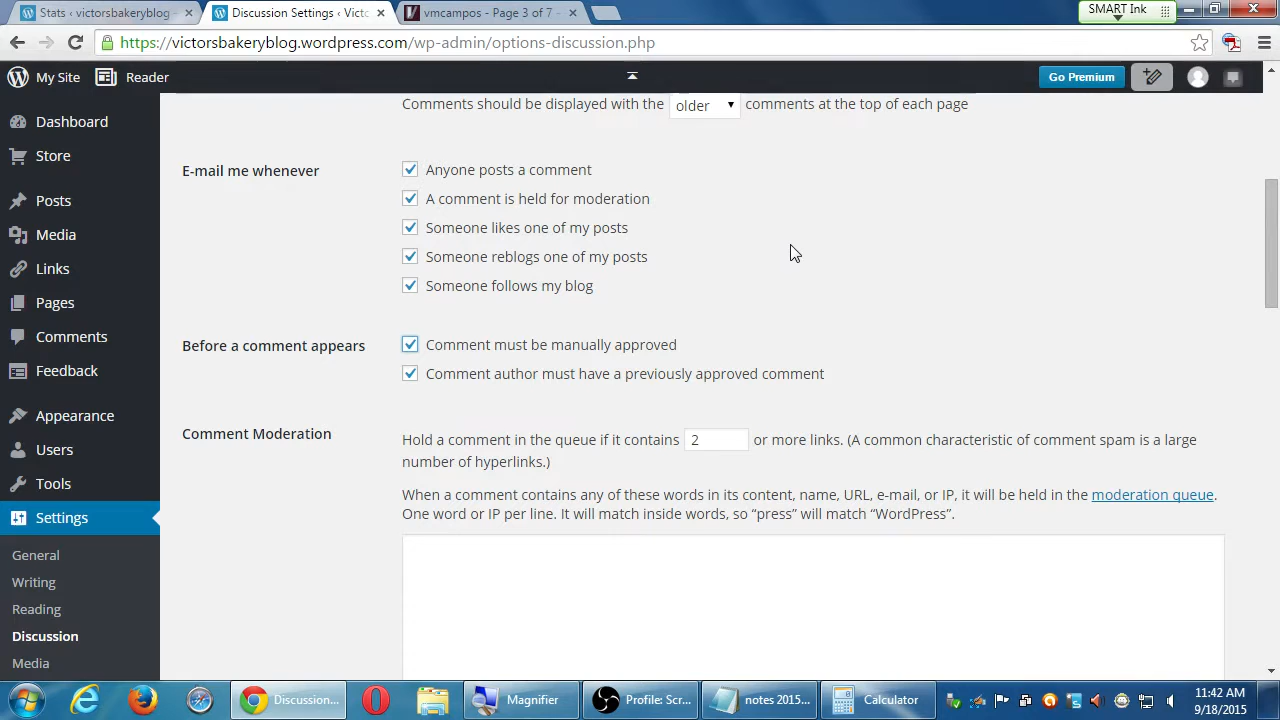 Stats ‹ victorsbakeryblog
Discussion Settings ‹ Victo
vmcampos - Page 3 of 7 -
SMART Ink
https://victorsbakeryblog.wordpress.com/wp-admin/options-discussion.php
My Site
Reader
Go Premium
Comments should be displayed with the older comments at the top of each page
Dashboard
Store
Posts
Media
Links
Pages
Comments
Feedback
Appearance
Users
Tools
Settings
General
Writing
Reading
Discussion
Media
E-mail me whenever
Anyone posts a comment
A comment is held for moderation
Someone likes one of my posts
Someone reblogs one of my posts
Someone follows my blog
Before a comment appears
Comment must be manually approved
Comment author must have a previously approved comment
Comment Moderation
Hold a comment in the queue if it contains 2 or more links. (A common characteristic of comment spam is a large
number of hyperlinks.)
When a comment contains any of these words in its content, name, URL, e-mail, or IP, it will be held in the moderation queue.
One word or IP per line. It will match inside words, so “press” will match “WordPress”.
Discussion...
Magnifier
Profile: Scr...
notes 2015...
Calculator
11:42 AM
9/18/2015